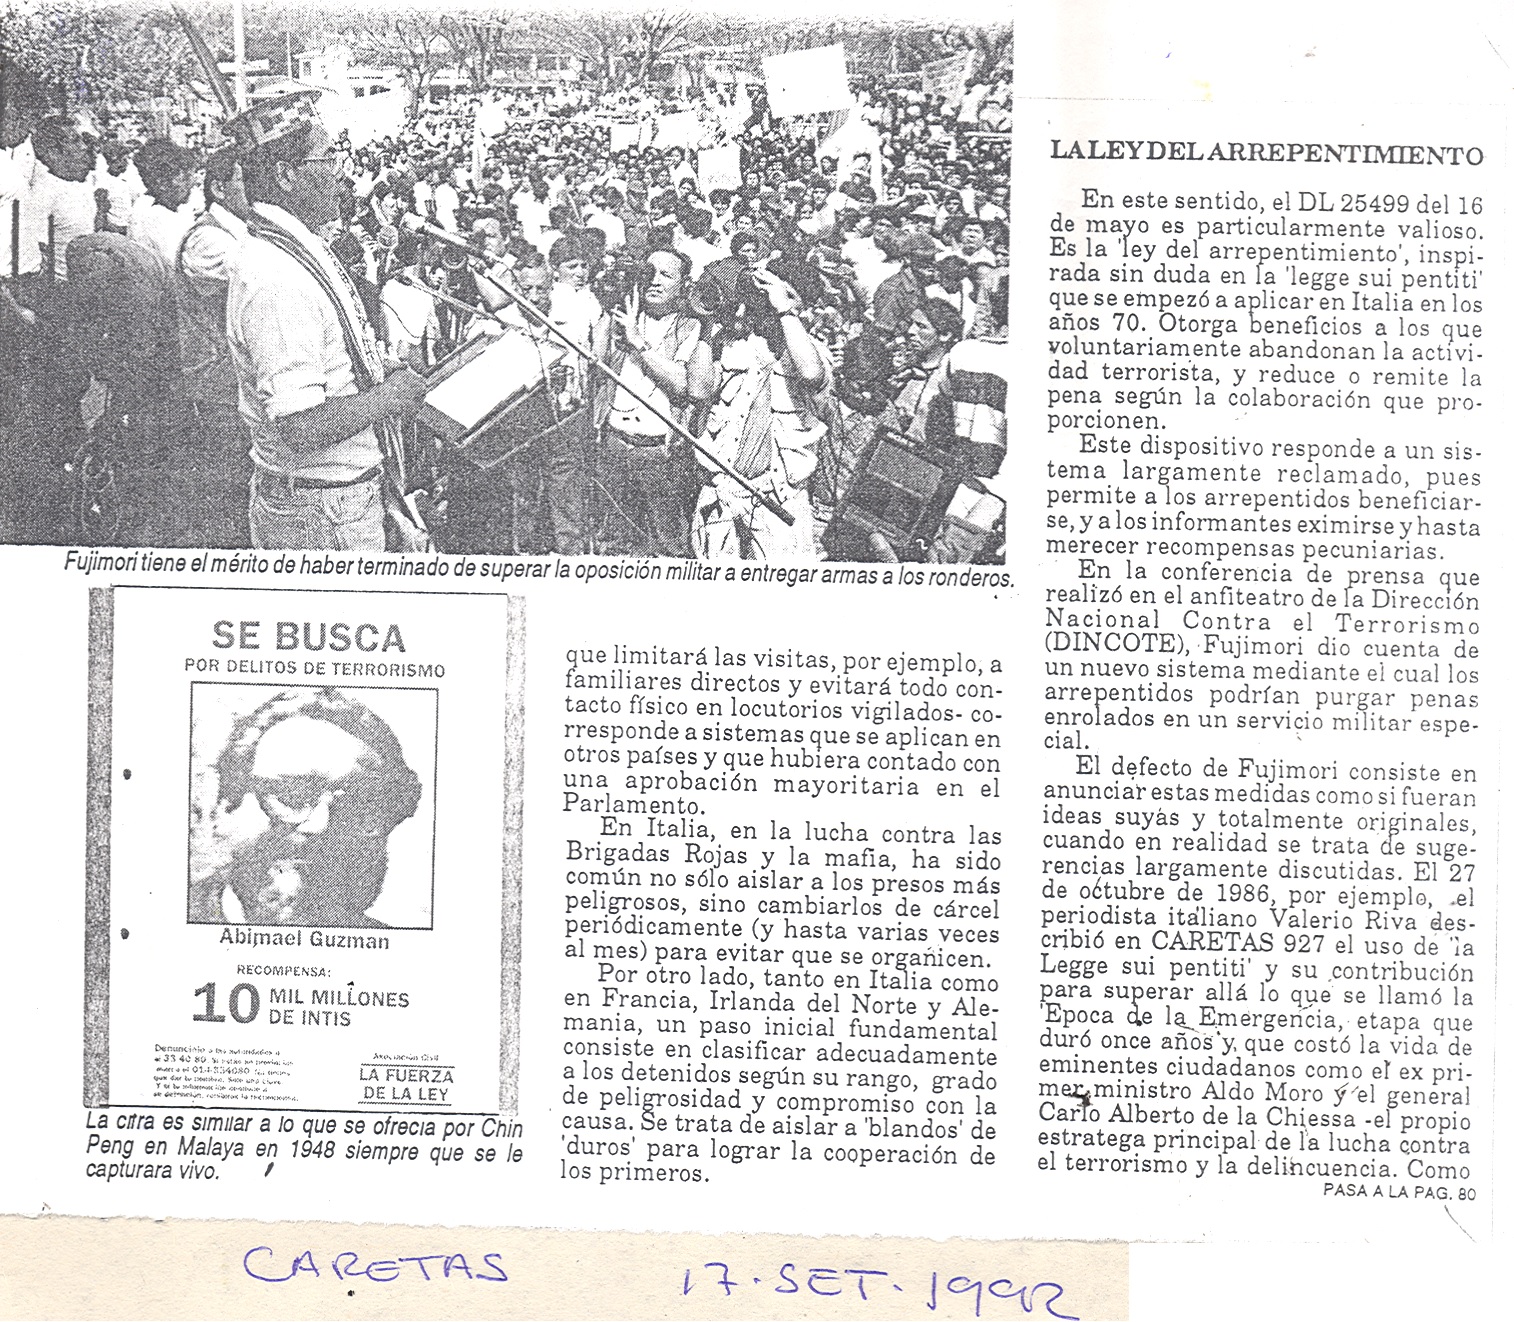 Fujimori tiene el mérito de haber terminado de superar la oposición militar a entregar armas a los ronderos.
SE BUSCA
POR DELITOS DE TERRORISMO
Abimael Guzman
RECOMPENSA:
10 MIL MILLONES
DE INTIS
Denuncielo a las autoridades o
al 33 40 80.
Asociación Civil
LA FUERZA
DE LA LEY
La cifra es similar a lo que se ofrecía por Chin
Peng en Malaya en 1948 siempre que se le
capturara vivo.
que limitará las visitas, por ejemplo, a
familiares directos y evitará todo con-
tacto físico en locutorios vigilados- co-
rresponde a sistemas que se aplican en
otros países y que hubiera contado con
una aprobación mayoritaria en el
Parlamento.
En Italia, en la lucha contra las
Brigadas Rojas y la mafia, ha sido
común no sólo aislar a los presos más
peligrosos, sino cambiarlos de cárcel
periódicamente (y hasta varias veces
al mes) para evitar que se organicen.
Por otro lado, tanto en Italia como
en Francia, Irlanda del Norte y Ale-
mania, un paso inicial fundamental
consiste en clasificar adecuadamente
a los detenidos según su rango, grado
de peligrosidad y compromiso con la
causa. Se trata de aislar a 'blandos' de
'duros' para lograr la cooperación de
los primeros.
LA LEY DEL ARREPENTIMIENTO
En este sentido, el DL 25499 del 16
de mayo es particularmente valioso.
Es la 'ley del arrepentimiento', inspi-
rada sin duda en la 'legge sui pentiti'
que se empezó a aplicar en Italia en los
años 70. Otorga beneficios a los que
voluntariamente abandonan la activi-
dad terrorista, y reduce o remite la
pena según la colaboración que pro-
porcionen.
Este dispositivo responde a un sis-
tema largamente reclamado, pues
permite a los arrepentidos beneficiar-
se, y a los informantes eximirse y hasta
merecer recompensas pecuniarias.
En la conferencia de prensa que
realizó en el anfiteatro de la Dirección
Nacional Contra el Terrorismo
(DINCOTE), Fujimori dio cuenta de
un nuevo sistema mediante el cual los
arrepentidos podrían purgar penas
enrolados en un servicio militar espe-
cial.
El defecto de Fujimori consiste en
anunciar estas medidas como si fueran
ideas suyas y totalmente originales,
cuando en realidad se trata de suge-
rencias largamente discutidas. El 27
de octubre de 1986, por ejemplo, el
periodista italiano Valerio Riva des-
cribió en CARETAS 927 el uso de 'la
Legge sui pentiti' y su contribución
para superar allá lo que se llamó la
'Epoca de la Emergencia, etapa que
duró once años y, que costó la vida de
eminentes ciudadanos como el ex pri-
mer ministro Aldo Moro y el general
Carlo Alberto de la Chiessa -el propio
estratega principal de la lucha contra
el terrorismo y la delincuencia. Como
PASA A LA PAG. 80
CARETAS 17 · SET · 1992